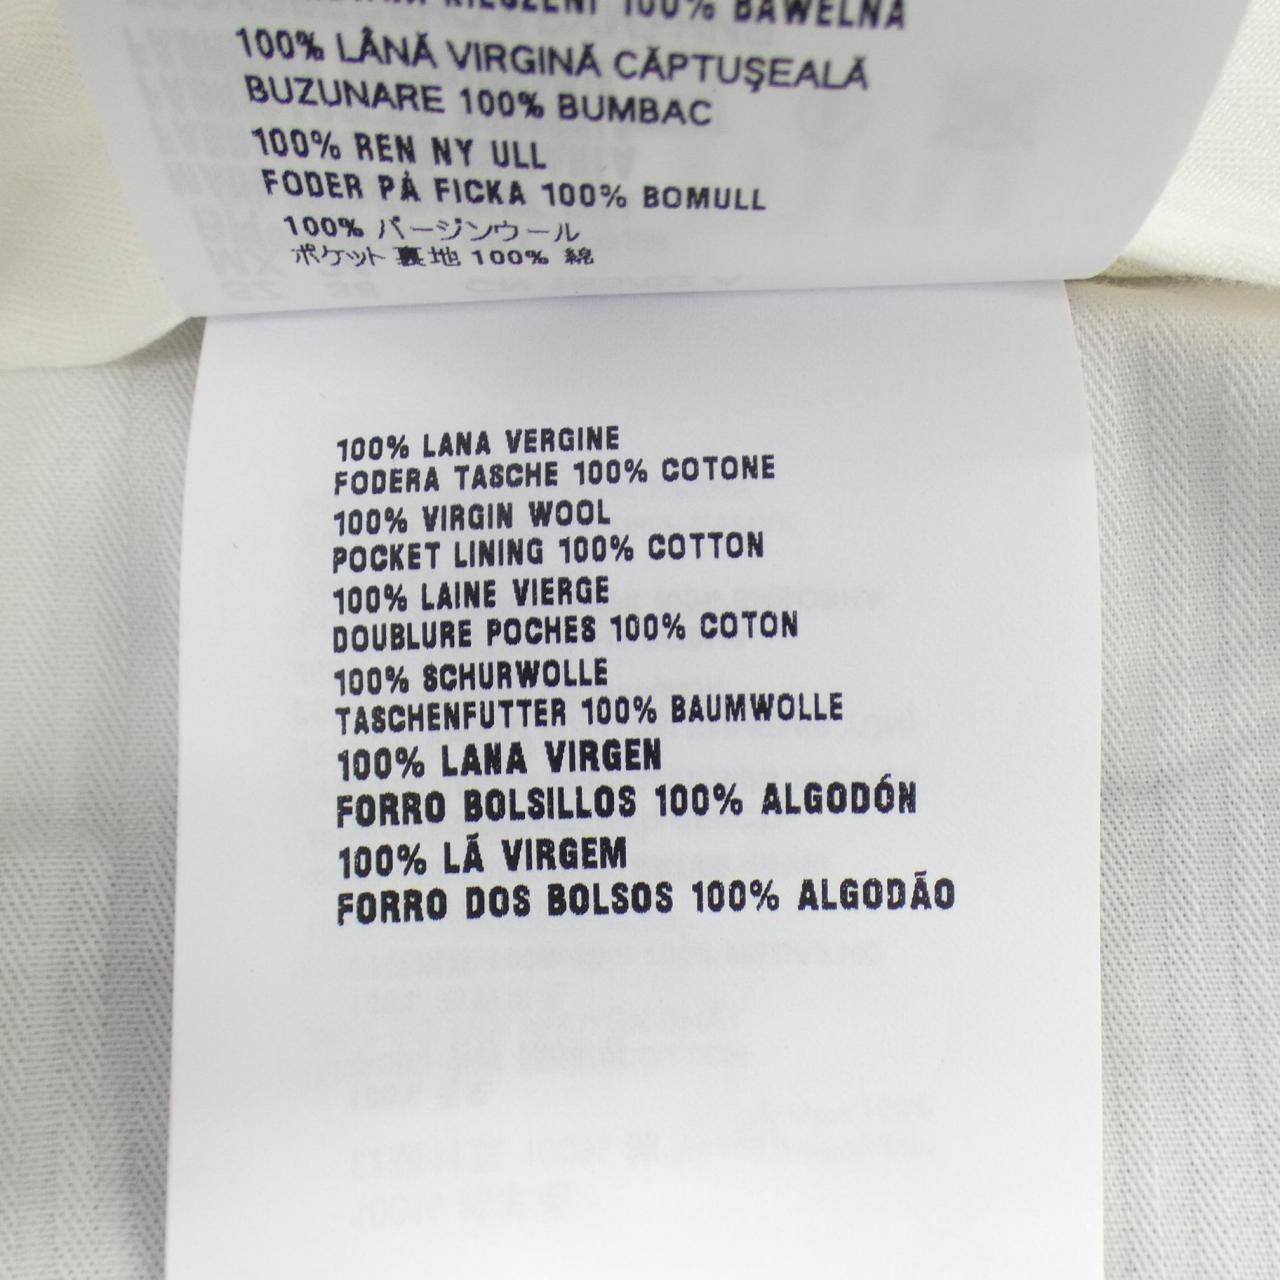 100% BAWEŁNA
100% LÂNĂ VIRGINĂ CĂPTUŞEALĂ
BUZUNARE 100% BUMBAC
100% REN NY ULL
FODER PÅ FICKA 100% BOMULL
100% バージンウール
ポケット 裏地 100% 綿
100% LANA VERGINE
FODERA TASCHE 100% COTONE
100% VIRGIN WOOL
POCKET LINING 100% COTTON
100% LAINE VIERGE
DOUBLURE POCHES 100% COTON
100% SCHURWOLLE
TASCHENFUTTER 100% BAUMWOLLE
100% LANA VIRGEN
FORRO BOLSILLOS 100% ALGODÓN
100% LÃ VIRGEM
FORRO DOS BOLSOS 100% ALGODÃO